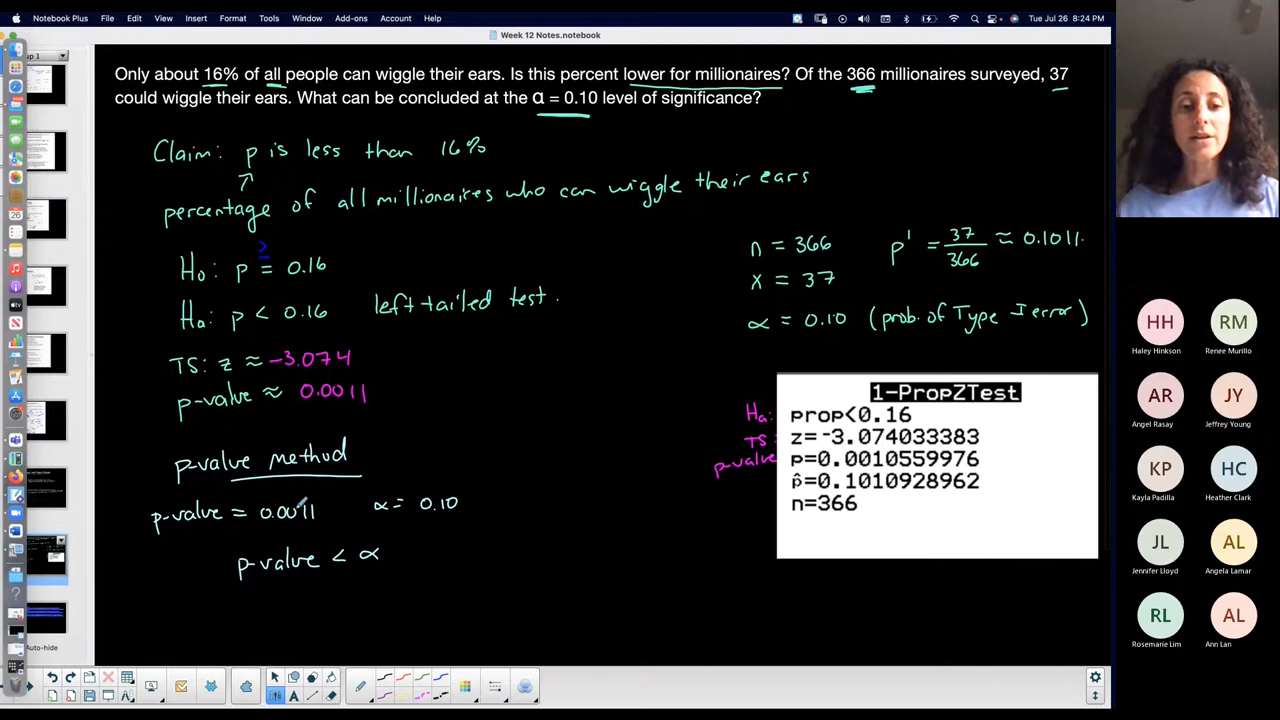 Notebook Plus File Edit View Insert Format Tools Window Add-ons Account Help
Tue Jul 26 8:24 PM
Week 12 Notes.notebook
Only about 16% of all people can wiggle their ears. Is this percent lower for millionaires? Of the 366 millionaires surveyed, 37
could wiggle their ears. What can be concluded at the α = 0.10 level of significance?
Claim: p is less than 16%
percentage of all millionaires who can wiggle their ears
≥
H₀: p = 0.16
Ha: p < 0.16 left tailed test.
TS: z ≈ -3.074
p-value ≈ 0.0011
p-value method
p-value = 0.0011 α = 0.10
p-value < α
n = 366 p' = 37/366 ≈ 0.1011.
x = 37
α = 0.10 (prob. of Type I error)
1-PropZTest
Ha: prop<0.16
TS: z=-3.074033383
p-value p=0.0010559976
p̂=0.1010928962
n=366
HH
Haley Hinkson
RM
Renee Murillo
AR
Angel Rasay
JY
Jeffrey Young
KP
Kayla Padilla
HC
Heather Clark
JL
Jennifer Lloyd
AL
Angela Lamar
RL
Rosemarie Lim
AL
Ann Lan
Auto-hide